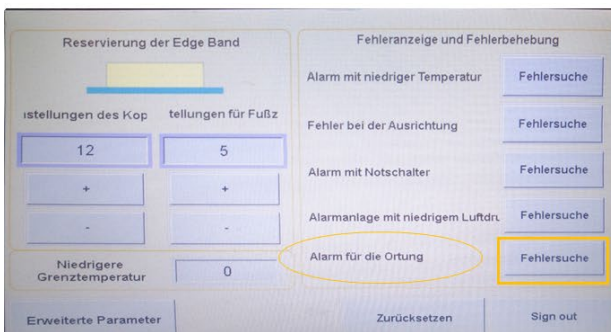 Reservierung der Edge Band
ıstellungen des Kop
tellungen für Fußz
12
5
+
+
-
-
Niedrigere
Grenztemperatur
0
Erweiterte Parameter
Fehleranzeige und Fehlerbehebung
Alarm mit niedriger Temperatur
Fehlersuche
Fehler bei der Ausrichtung
Fehlersuche
Alarm mit Notschalter
Fehlersuche
Alarmanlage mit niedrigem Luftdru
Fehlersuche
Alarm für die Ortung
Fehlersuche
Zurücksetzen
Sign out